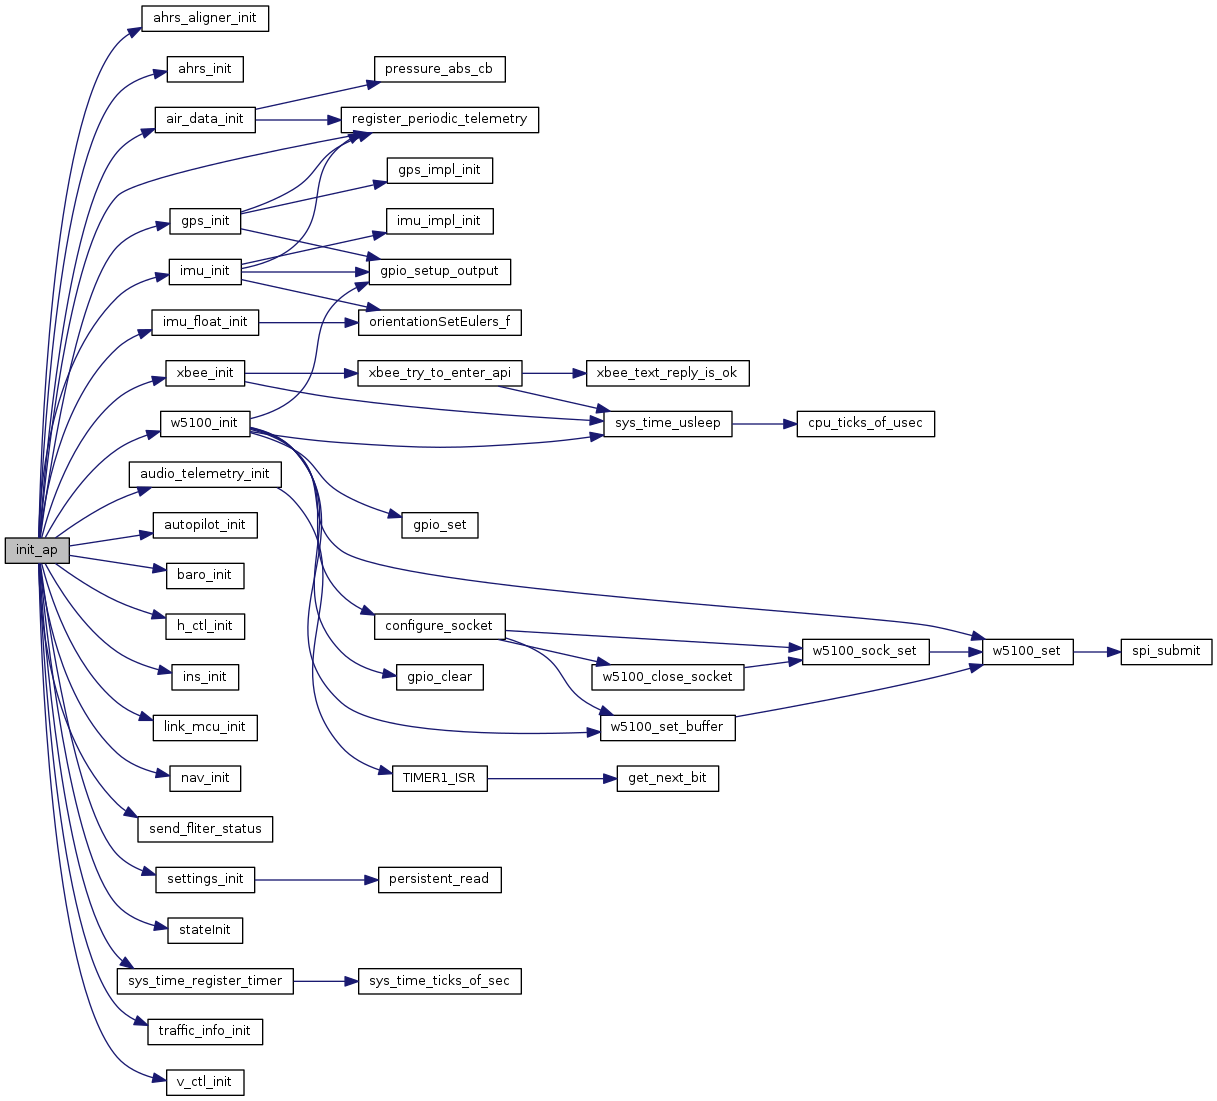 ahrs_aligner_init
ahrs_init
pressure_abs_cb
air_data_init
register_periodic_telemetry
gps_impl_init
gps_init
imu_impl_init
imu_init
gpio_setup_output
imu_float_init
orientationSetEulers_f
xbee_init
xbee_try_to_enter_api
xbee_text_reply_is_ok
w5100_init
sys_time_usleep
cpu_ticks_of_usec
audio_telemetry_init
autopilot_init
gpio_set
init_ap
baro_init
h_ctl_init
configure_socket
w5100_sock_set
w5100_set
spi_submit
ins_init
gpio_clear
w5100_close_socket
link_mcu_init
w5100_set_buffer
nav_init
TIMER1_ISR
get_next_bit
send_fliter_status
settings_init
persistent_read
stateInit
sys_time_register_timer
sys_time_ticks_of_sec
traffic_info_init
v_ctl_init